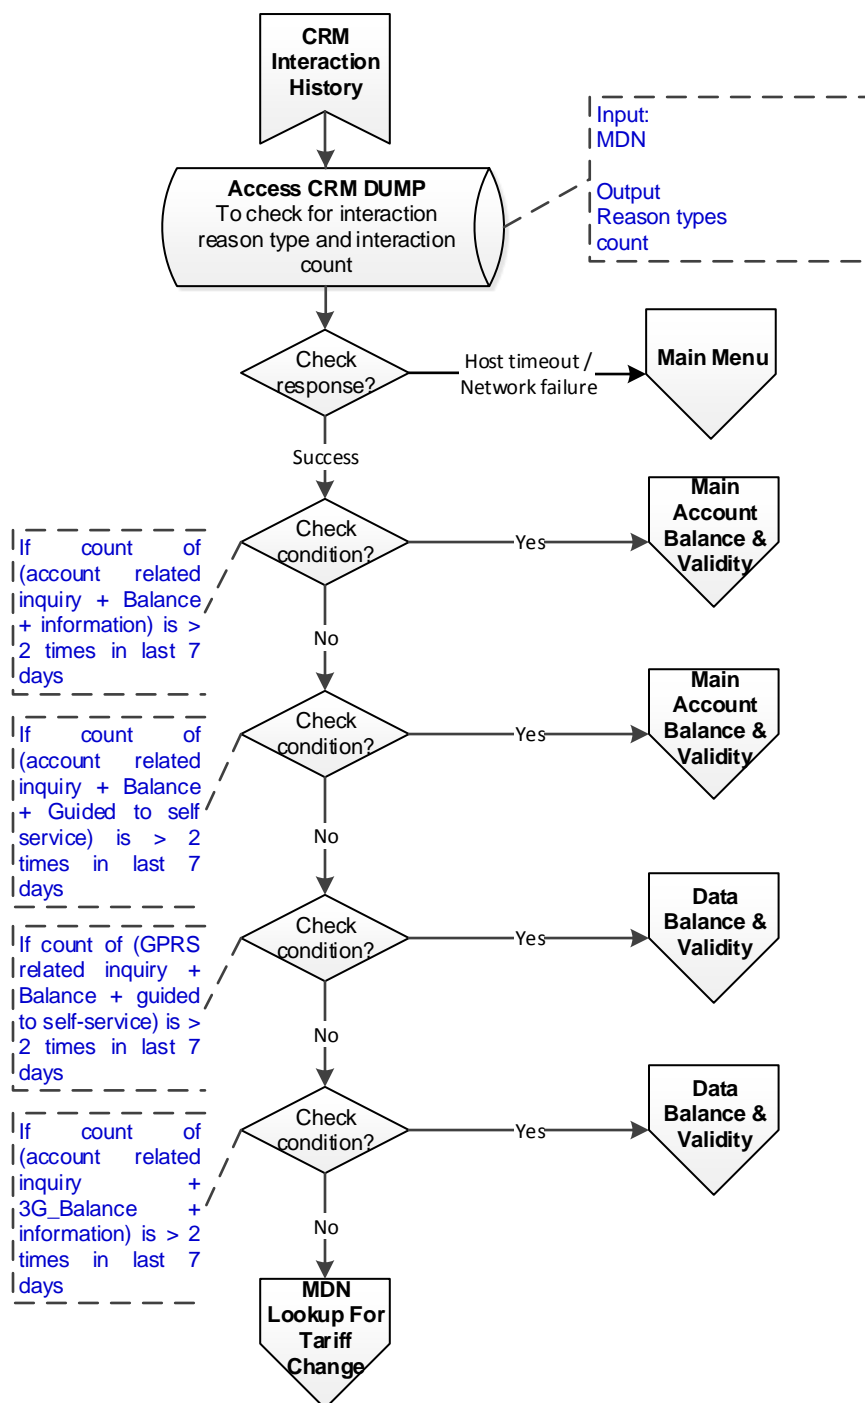 CRM
Interaction
History
Input:
MDN
Output
Reason types
count
Access CRM DUMP
To check for interaction
reason type and interaction
count
Check
response?
Host timeout /
Network failure
Main Menu
Success
If count of
(account related
inquiry + Balance
+ information) is >
2 times in last 7
days
Check
condition?
Yes
Main
Account
Balance &
Validity
No
If count of
(account related
inquiry + Balance
+ Guided to self
service) is > 2
times in last 7
days
Check
condition?
Yes
Main
Account
Balance &
Validity
No
If count of (GPRS
related inquiry +
Balance + guided
to self-service) is >
2 times in last 7
days
Check
condition?
Yes
Data
Balance &
Validity
No
If count of
(account related
inquiry +
3G_Balance +
information) is > 2
times in last 7
days
Check
condition?
Yes
Data
Balance &
Validity
No
MDN
Lookup For
Tariff
Change